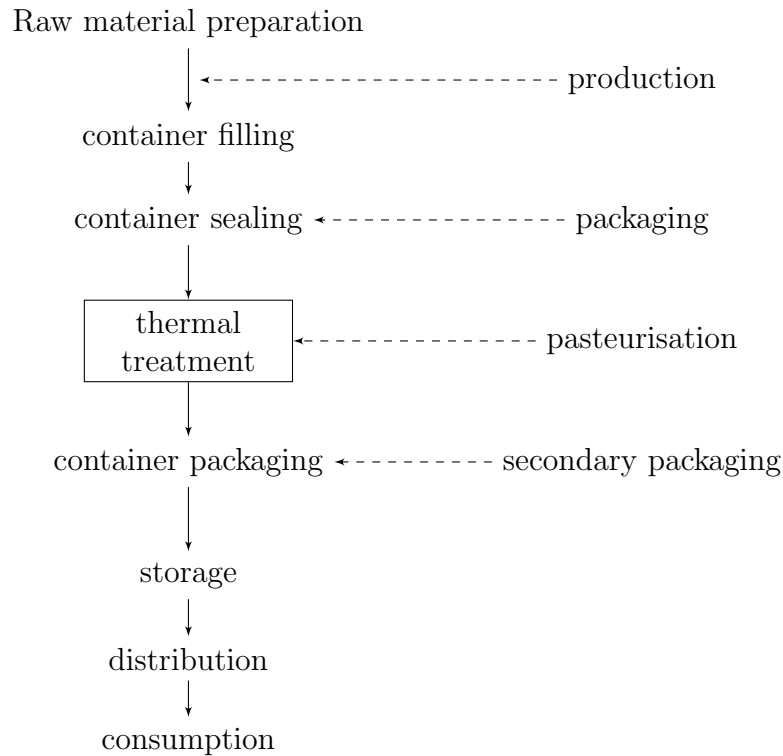 Raw material preparation
production
container filling
container sealing
packaging
thermal
treatment
pasteurisation
container packaging
secondary packaging
storage
distribution
consumption